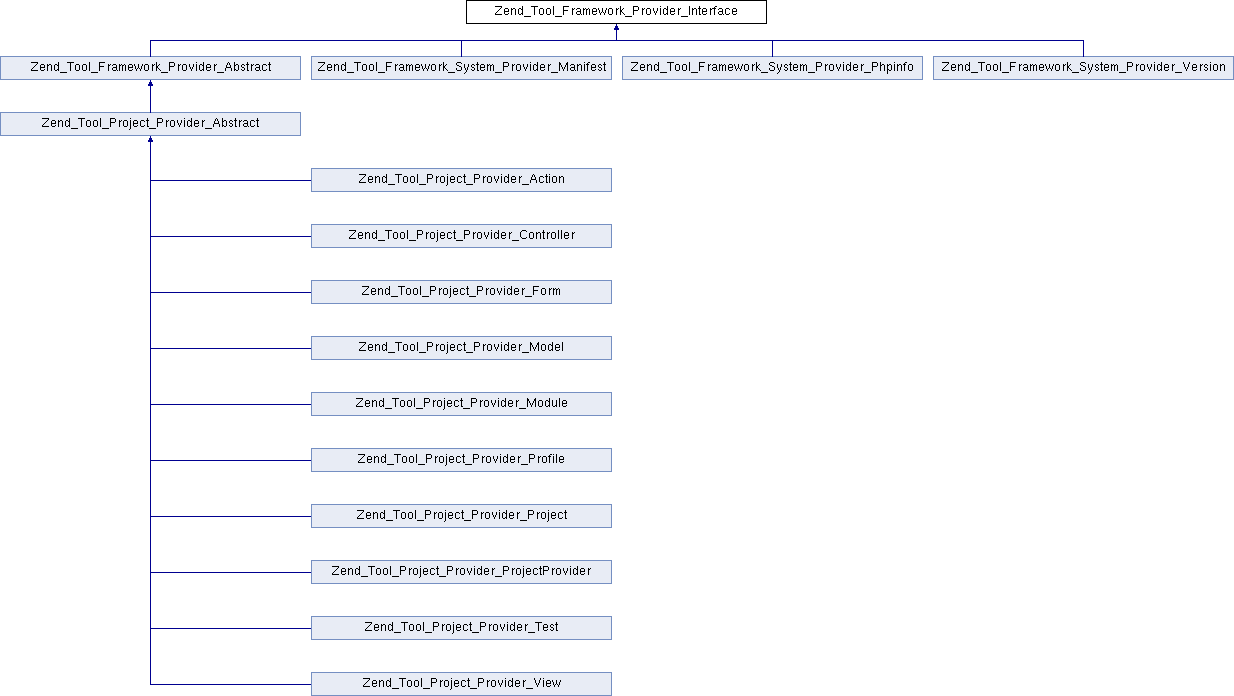 Zend_Tool_Framework_Provider_Interface
Zend_Tool_Framework_Provider_Abstract
Zend_Tool_Framework_System_Provider_Manifest
Zend_Tool_Framework_System_Provider_Phpinfo
Zend_Tool_Framework_System_Provider_Version
Zend_Tool_Project_Provider_Abstract
Zend_Tool_Project_Provider_Action
Zend_Tool_Project_Provider_Controller
Zend_Tool_Project_Provider_Form
Zend_Tool_Project_Provider_Model
Zend_Tool_Project_Provider_Module
Zend_Tool_Project_Provider_Profile
Zend_Tool_Project_Provider_Project
Zend_Tool_Project_Provider_ProjectProvider
Zend_Tool_Project_Provider_Test
Zend_Tool_Project_Provider_View